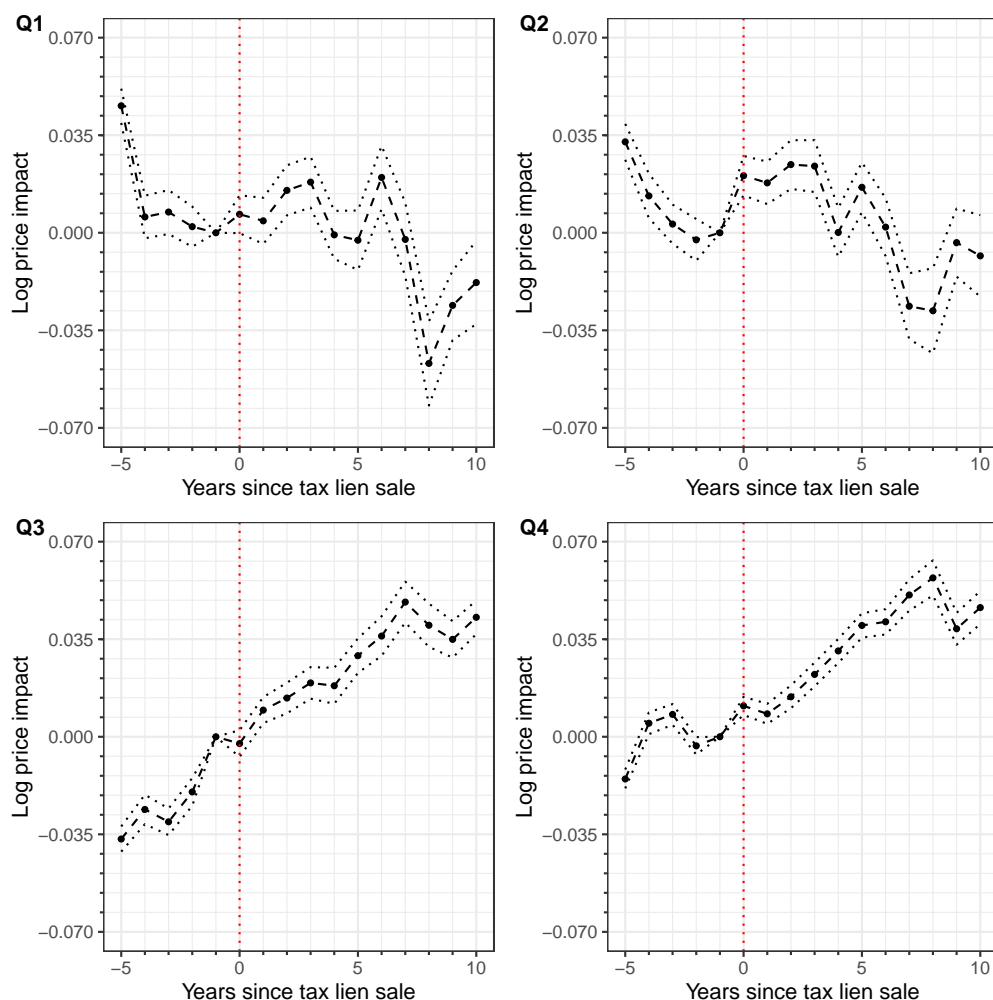 Q1
0.070
0.035
0.000
−0.035
−0.070
Log price impact
−5 0 5 10
Years since tax lien sale
Q2
0.070
0.035
0.000
−0.035
−0.070
Log price impact
−5 0 5 10
Years since tax lien sale
Q3
0.070
0.035
0.000
−0.035
−0.070
Log price impact
−5 0 5 10
Years since tax lien sale
Q4
0.070
0.035
0.000
−0.035
−0.070
Log price impact
−5 0 5 10
Years since tax lien sale